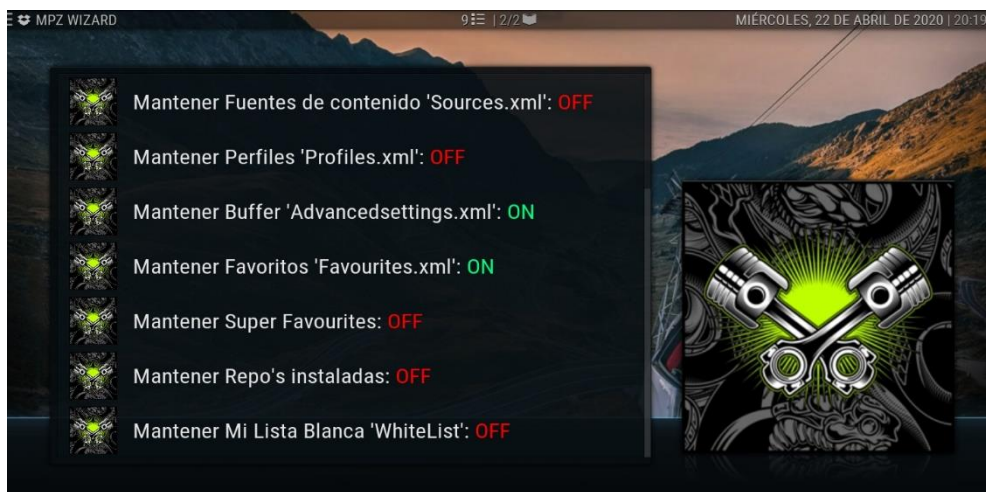 MPZ WIZARD
9 | 2/2
MIÉRCOLES, 22 DE ABRIL DE 2020 | 20:19
Mantener Fuentes de contenido 'Sources.xml': OFF
Mantener Perfiles 'Profiles.xml': OFF
Mantener Buffer 'Advancedsettings.xml': ON
Mantener Favoritos 'Favourites.xml': ON
Mantener Super Favourites: OFF
Mantener Repo's instaladas: OFF
Mantener Mi Lista Blanca 'WhiteList': OFF